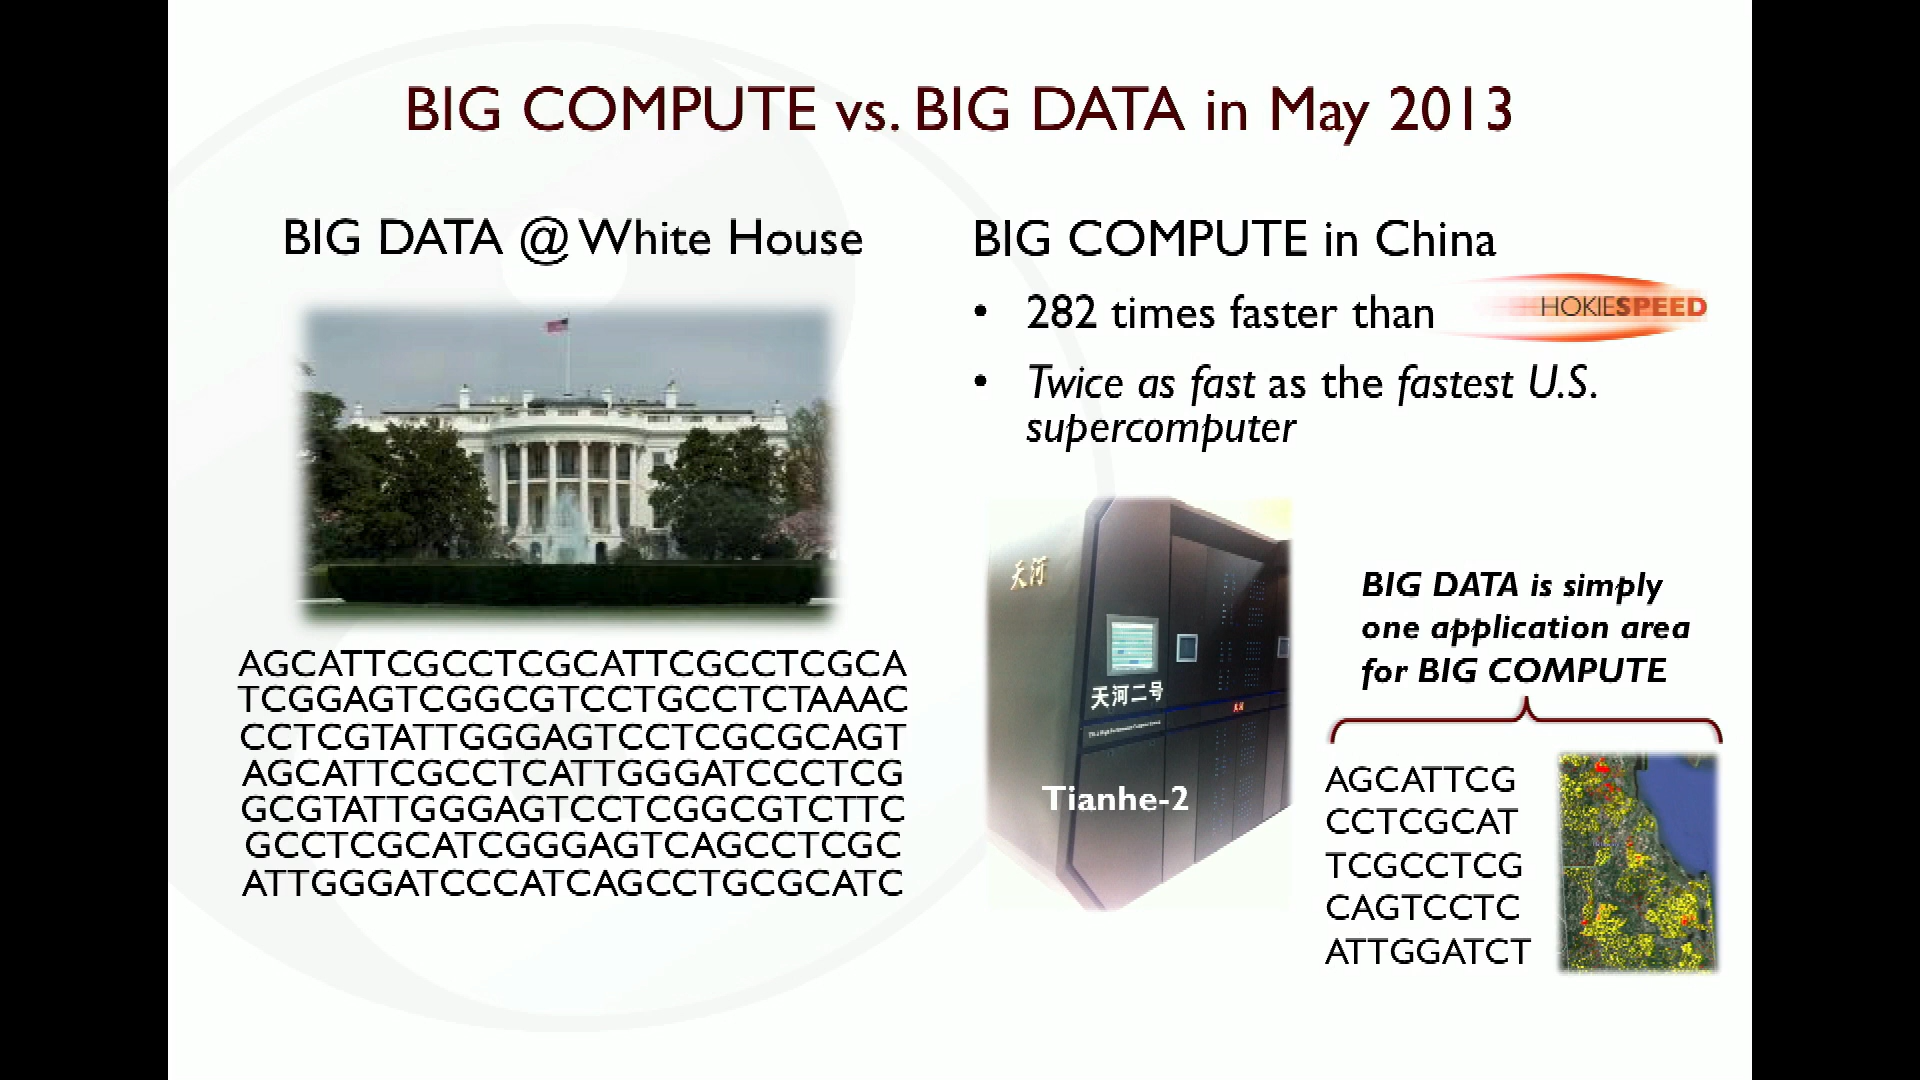 BIG COMPUTE vs. BIG DATA in May 2013
BIG DATA @ White House
AGCATTCGCCTCGCATTCGCCTCGCA
TCGGAGTCGGCGTCCTGCCTCTAAAC
CCTCGTATTGGGAGTCCTCGCGCAGT
AGCATTCGCCTCATTGGGATCCCTCG
GCGTATTGGGAGTCCTCGGCGTCTTC
GCCTCGCATCGGGAGTCAGCCTCGC
ATTGGGATCCCATCAGCCTGCGCATC
BIG COMPUTE in China
• 282 times faster than HOKIESPEED
• Twice as fast as the fastest U.S.
supercomputer
天河
天河二号
Tianhe-2
BIG DATA is simply
one application area
for BIG COMPUTE
AGCATTCG
CCTCGCAT
TCGCCTCG
CAGTCCTC
ATTGGATCT